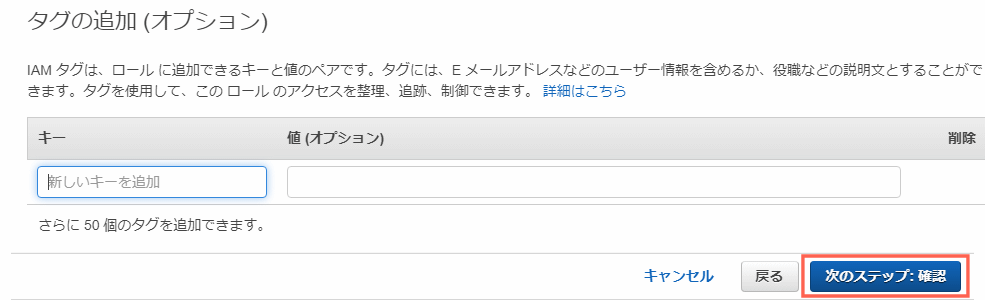 タグの追加 (オプション)
IAM タグは、ロール に追加できるキーと値のペアです。タグには、E メールアドレスなどのユーザー情報を含めるか、役職などの説明文とすることがで
きます。タグを使用して、この ロール のアクセスを整理、追跡、制御できます。 詳細はこちら
キー 値 (オプション) 削除
新しいキーを追加
さらに 50 個のタグを追加できます。
キャンセル 戻る 次のステップ: 確認